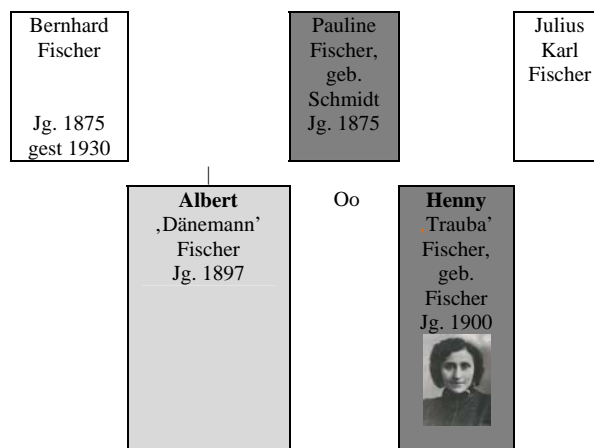 Bernhard
Fischer
Jg. 1875
gest 1930
Pauline
Fischer,
geb.
Schmidt
Jg. 1875
Julius
Karl
Fischer
Albert
‚Dänemann’
Fischer
Jg. 1897
Oo
Henny
‚Trauba’
Fischer,
geb.
Fischer
Jg. 1900